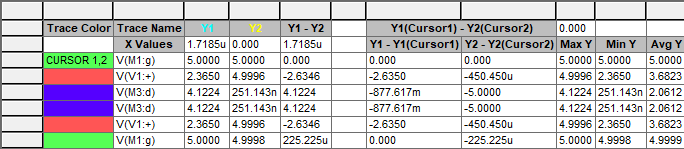 Y1(Cursor1) - Y2(Cursor2) 0.000
Trace Color Trace Name Y1 Y2 Y1 - Y2 Y1 - Y1(Cursor1) Y2 - Y2(Cursor2) Max Y Min Y Avg Y
X Values 1.7185u 0.000 1.7185u
CURSOR 1,2 V(M1:g) 5.0000 5.0000 0.000 0.000 0.000 5.0000 5.0000 5.0000
V(V1:+) 2.3650 4.9996 -2.6346 -2.6350 -450.450u 4.9996 2.3650 3.6823
V(M3:d) 4.1224 251.143n 4.1224 -877.617m -5.0000 4.1224 251.143n 2.0612
V(M3:d) 4.1224 251.143n 4.1224 -877.617m -5.0000 4.1224 251.143n 2.0612
V(V1:+) 2.3650 4.9996 -2.6346 -2.6350 -450.450u 4.9996 2.3650 3.6823
V(M1:g) 5.0000 4.9998 225.225u 0.000 -225.225u 5.0000 4.9998 4.9999